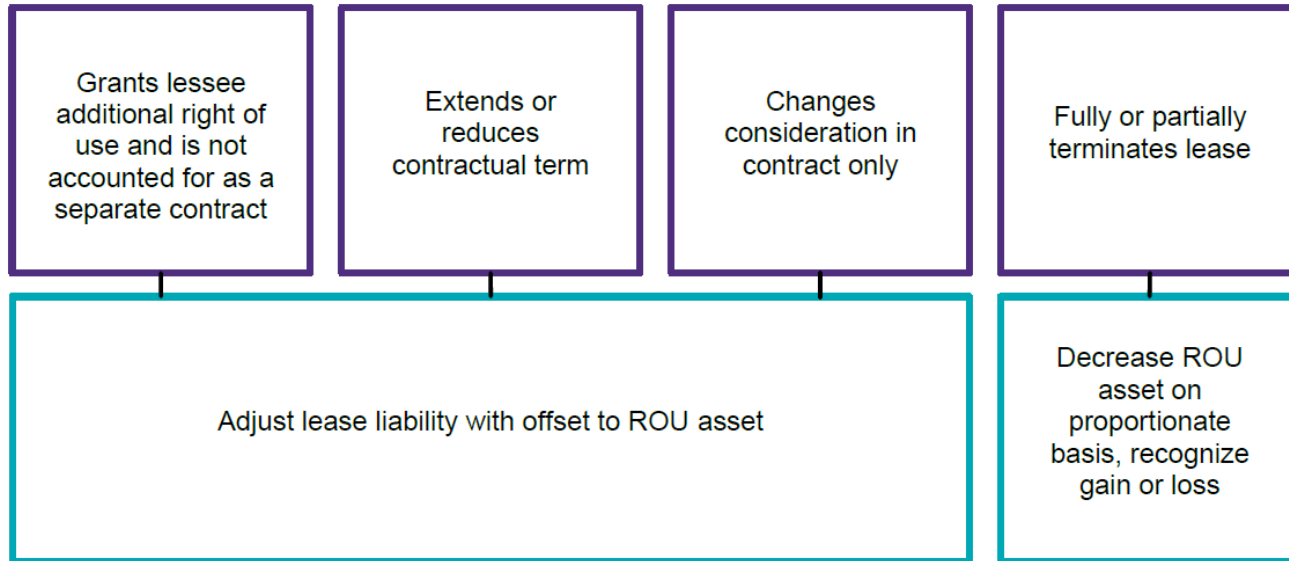 Grants lessee
additional right of
use and is not
accounted for as a
separate contract
Extends or
reduces
contractual term
Changes
consideration in
contract only
Fully or partially
terminates lease
Adjust lease liability with offset to ROU asset
Decrease ROU
asset on
proportionate
basis, recognize
gain or loss